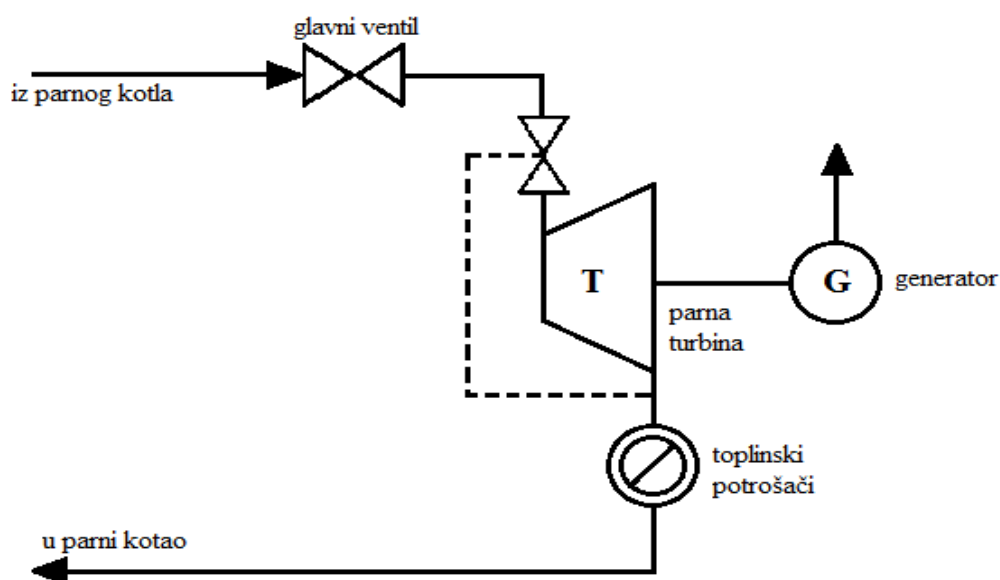 glavni ventil
iz parnog kotla
T
G
generator
parna
turbina
toplinski
potrošači
u parni kotao